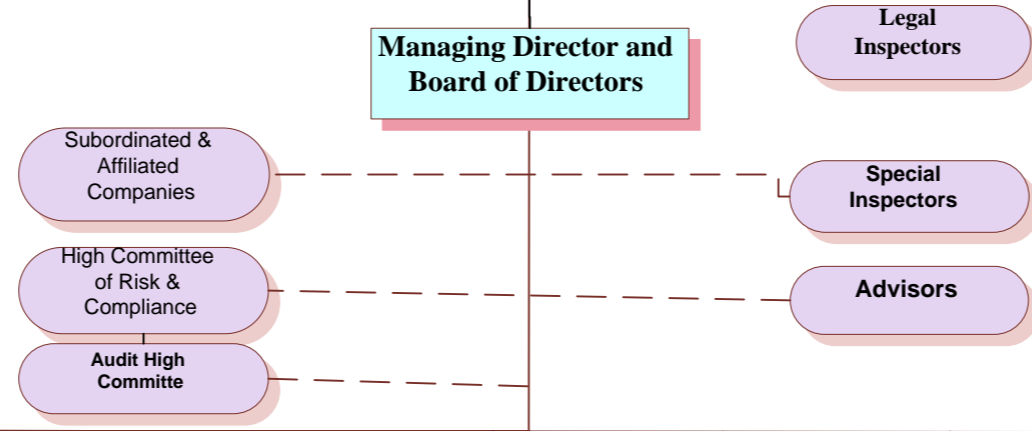 Legal
Inspectors
Managing Director and
Board of Directors
Subordinated &
Affiliated
Companies
Special
Inspectors
High Committee
of Risk &
Compliance
Advisors
Audit High
Committe